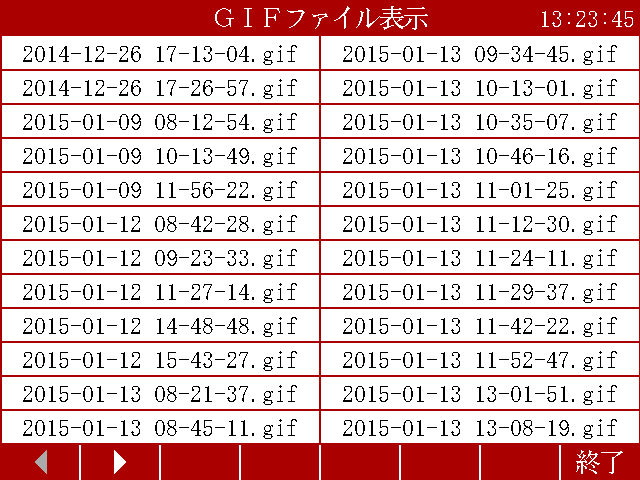 ＧＩＦファイル表示 13:23:45
2014-12-26 17-13-04.gif 2015-01-13 09-34-45.gif
2014-12-26 17-26-57.gif 2015-01-13 10-13-01.gif
2015-01-09 08-12-54.gif 2015-01-13 10-35-07.gif
2015-01-09 10-13-49.gif 2015-01-13 10-46-16.gif
2015-01-09 11-56-22.gif 2015-01-13 11-01-25.gif
2015-01-12 08-42-28.gif 2015-01-13 11-12-30.gif
2015-01-12 09-23-33.gif 2015-01-13 11-24-11.gif
2015-01-12 11-27-14.gif 2015-01-13 11-29-37.gif
2015-01-12 14-48-48.gif 2015-01-13 11-42-22.gif
2015-01-12 15-43-27.gif 2015-01-13 11-52-47.gif
2015-01-13 08-21-37.gif 2015-01-13 13-01-51.gif
2015-01-13 08-45-11.gif 2015-01-13 13-08-19.gif
終了